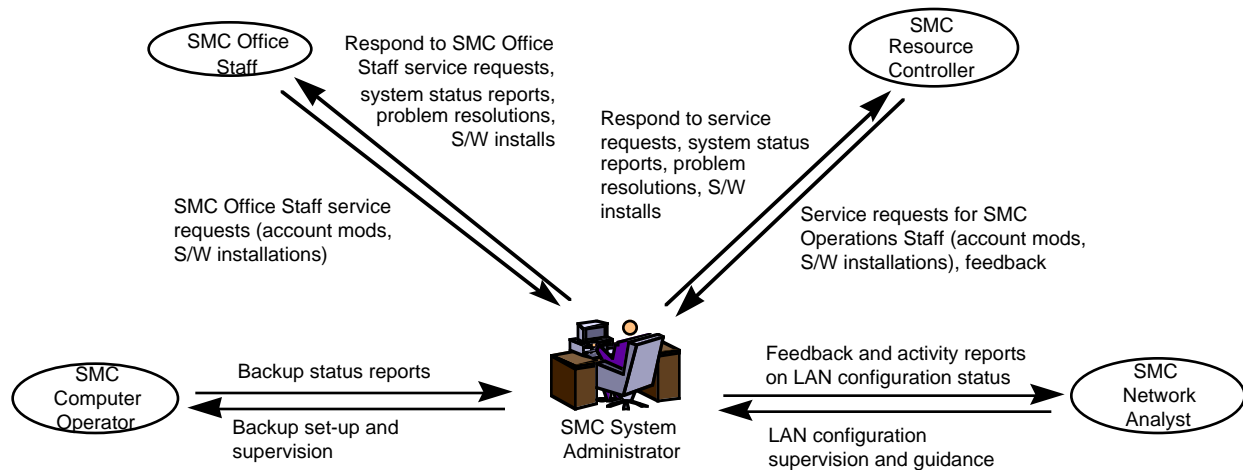 SMC Office
Staff
Respond to SMC Office
Staff service requests,
system status reports,
problem resolutions,
S/W installs
SMC
Resource
Controller
Respond to service
requests, system status
reports, problem
resolutions, S/W
installs
SMC Office Staff service
requests (account mods,
S/W installations)
Service requests for SMC
Operations Staff (account mods,
S/W installations), feedback
SMC
Computer
Operator
Backup status reports
Backup set-up and
supervision
SMC System
Administrator
Feedback and activity reports
on LAN configuration status
LAN configuration
supervision and guidance
SMC
Network
Analyst